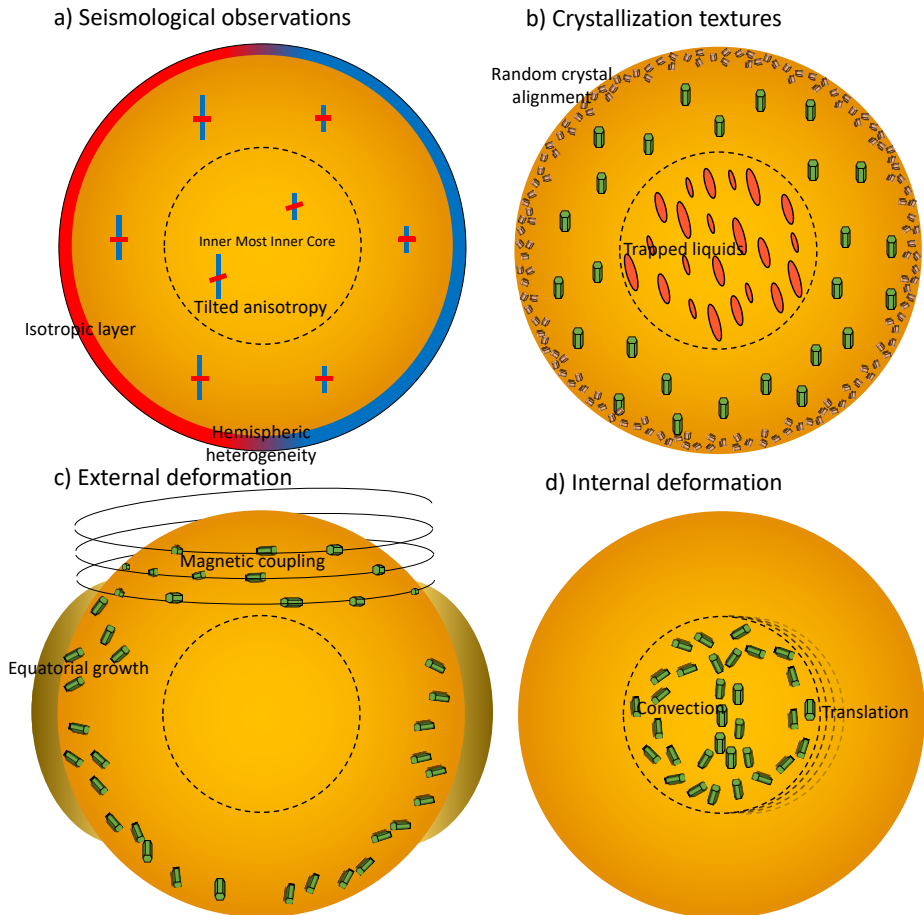 a) Seismological observations
Inner Most Inner Core
Tilted anisotropy
Isotropic layer
Hemispheric
heterogeneity
b) Crystallization textures
Random crystal
alignment
Trapped liquids
c) External deformation
Magnetic coupling
Equatorial growth
d) Internal deformation
Convection
Translation